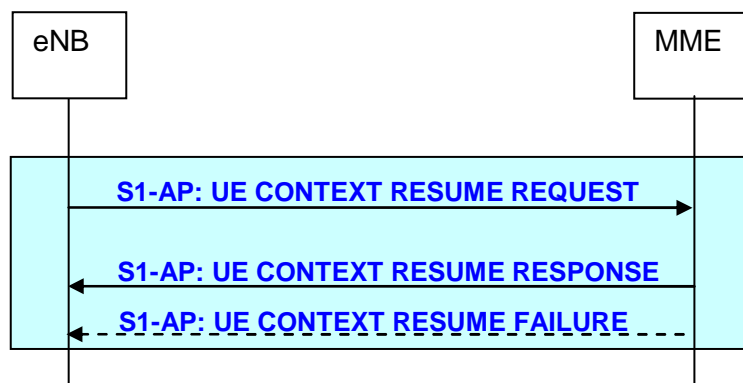 eNB
MME
S1-AP: UE CONTEXT RESUME REQUEST
S1-AP: UE CONTEXT RESUME RESPONSE
S1-AP: UE CONTEXT RESUME FAILURE